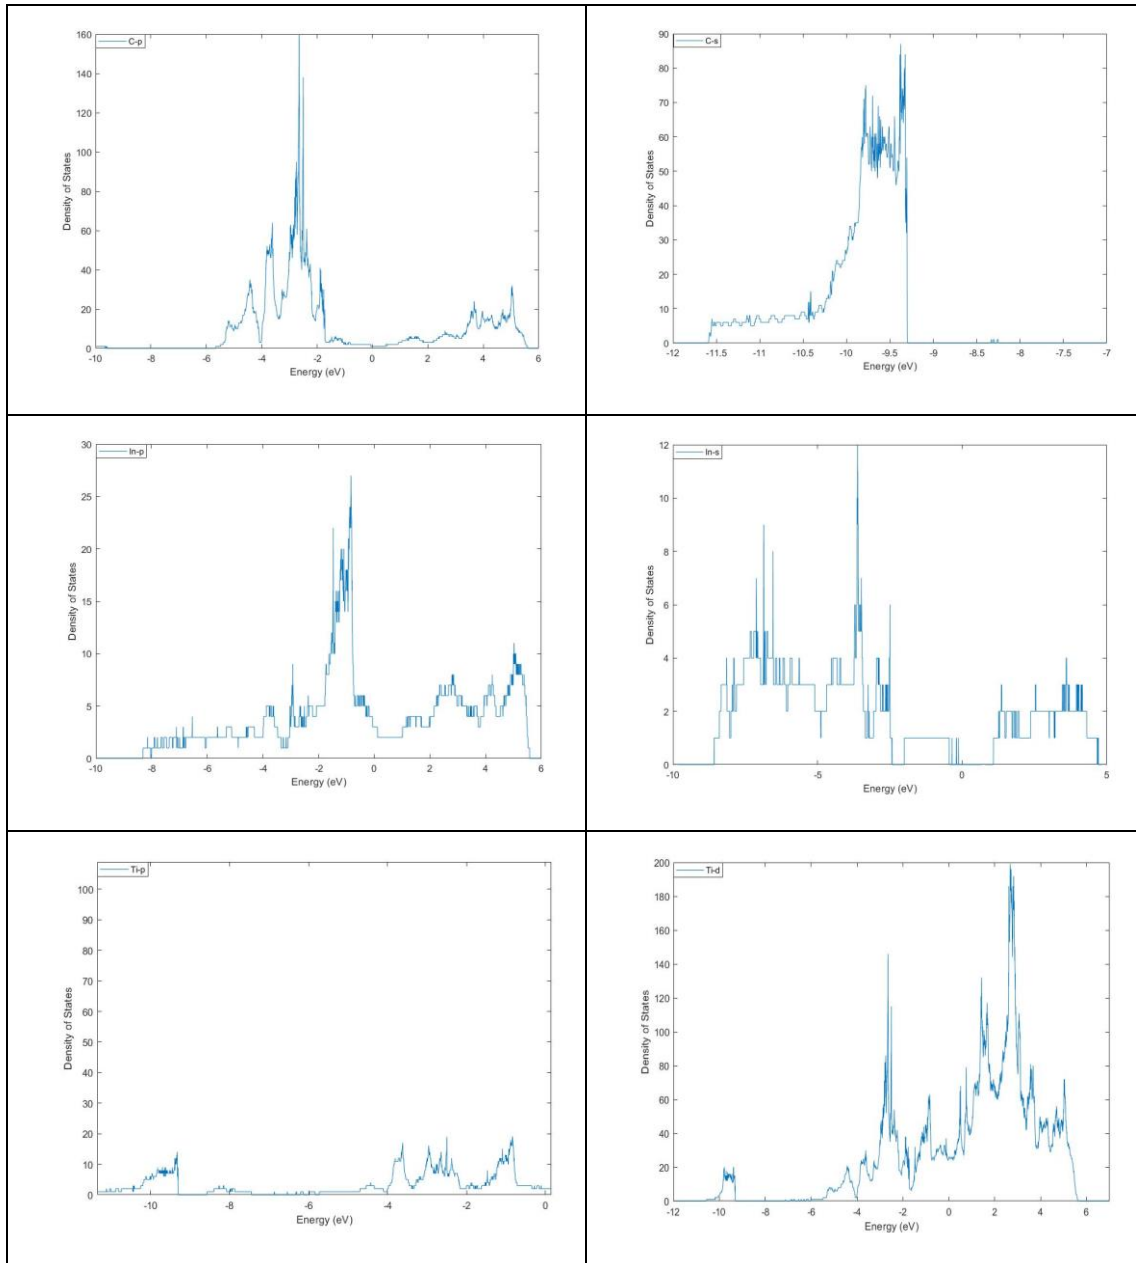 C-p
160
140
120
100
80
60
40
20
0
Density of States
-10 -8 -6 -4 -2 0 2 4 6
Energy (eV)
C-s
90
80
70
60
50
40
30
20
10
0
Density of States
-12 -11.5 -11 -10.5 -10 -9.5 -9 -8.5 -8 -7.5 -7
Energy (eV)
In-p
30
25
20
15
10
5
0
Density of States
-10 -8 -6 -4 -2 0 2 4 6
Energy (eV)
In-s
12
10
8
6
4
2
0
Density of States
-10 -5 0 5
Energy (eV)
Ti-p
100
90
80
70
60
50
40
30
20
10
0
Density of States
-10 -8 -6 -4 -2 0
Energy (eV)
Ti-d
200
180
160
140
120
100
80
60
40
20
0
Density of States
-12 -10 -8 -6 -4 -2 0 2 4 6
Energy (eV)